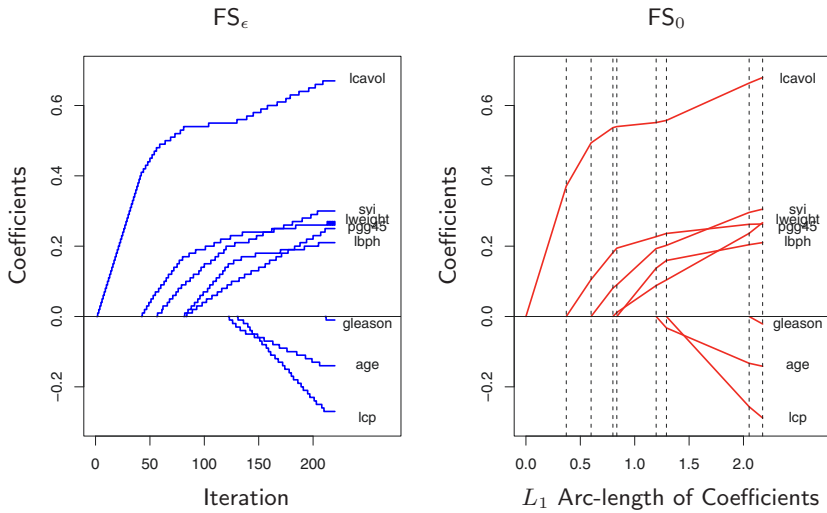 FSϵ
Coefficients
0.6
0.4
0.2
0.0
−0.2
lcavol
svi
lweight
pgg45
lbph
gleason
age
lcp
0 50 100 150 200
Iteration
FS0
Coefficients
0.6
0.4
0.2
0.0
−0.2
lcavol
svi
lweight
pgg45
lbph
gleason
age
lcp
0.0 0.5 1.0 1.5 2.0
L1 Arc-length of Coefficients